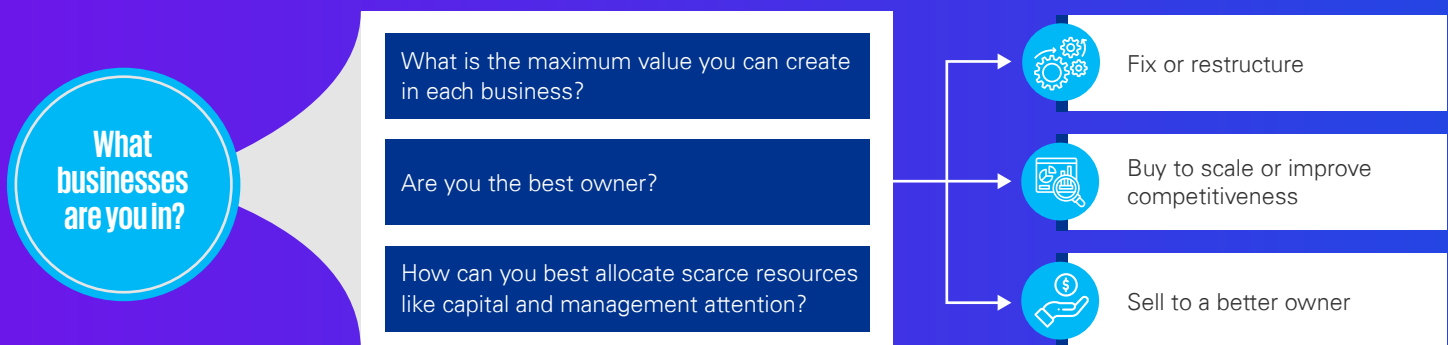 What
businesses
are you in?
What is the maximum value you can create
in each business?
Are you the best owner?
How can you best allocate scarce resources
like capital and management attention?
Fix or restructure
Buy to scale or improve
competitiveness
$
Sell to a better owner